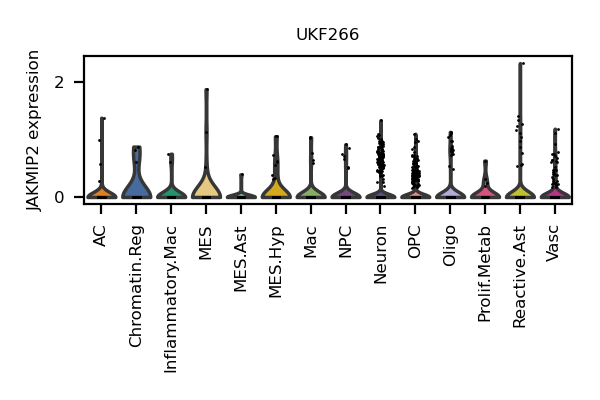 UKF266
JAKMIP2 expression
2
0
AC
Chromatin.Reg
Inflammatory.Mac
MES
MES.Ast
MES.Hyp
Mac
NPC
Neuron
OPC
Oligo
Prolif.Metab
Reactive.Ast
Vasc